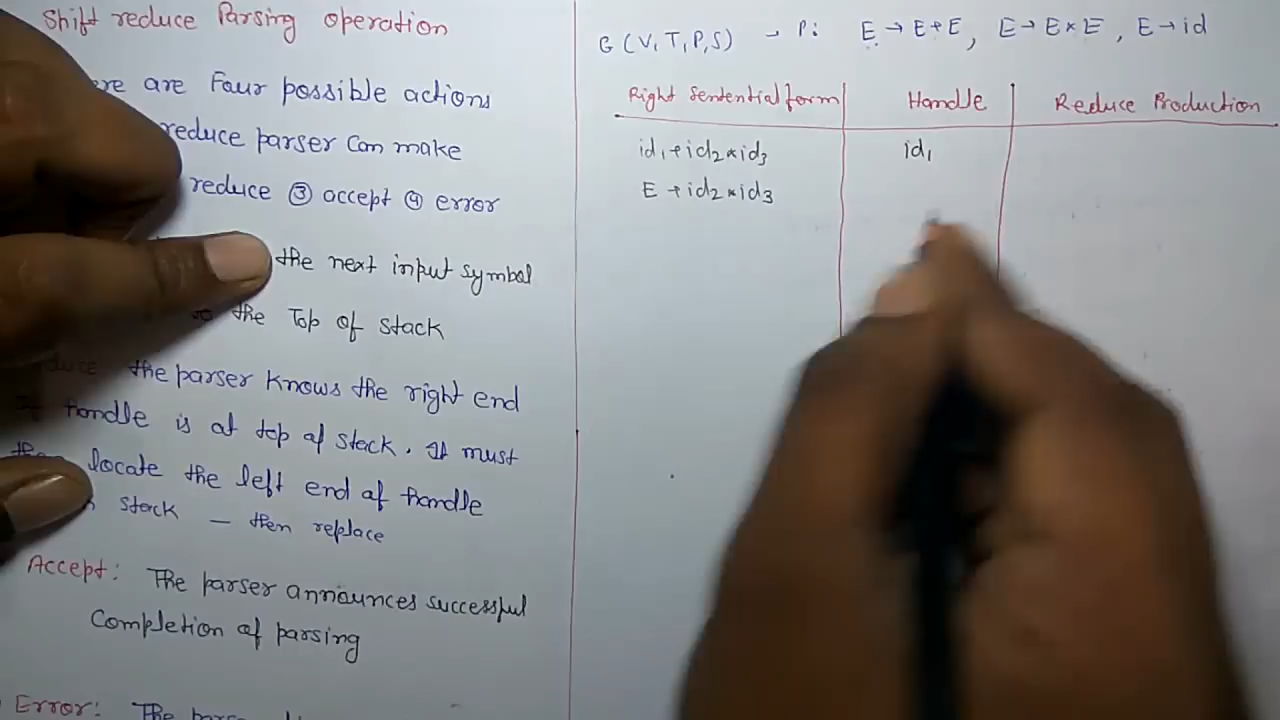 Shift reduce Parsing operation
ere are Four possible actions
reduce parser can make
reduce ③ accept ④ error
the next input symbol
the Top of stack
the parser knows the right end
handle is at top of stack. It must
locate the left end of handle
stack – then replace
Accept: The parser announces successful
Completion of parsing
Error: The
G (V, T, P, S) → P: E → E + E, E → E * E, E → id
Right Sentential form Handle Reduce Production
id₁ + id₂ * id₃ id₁
E + id₂ * id₃